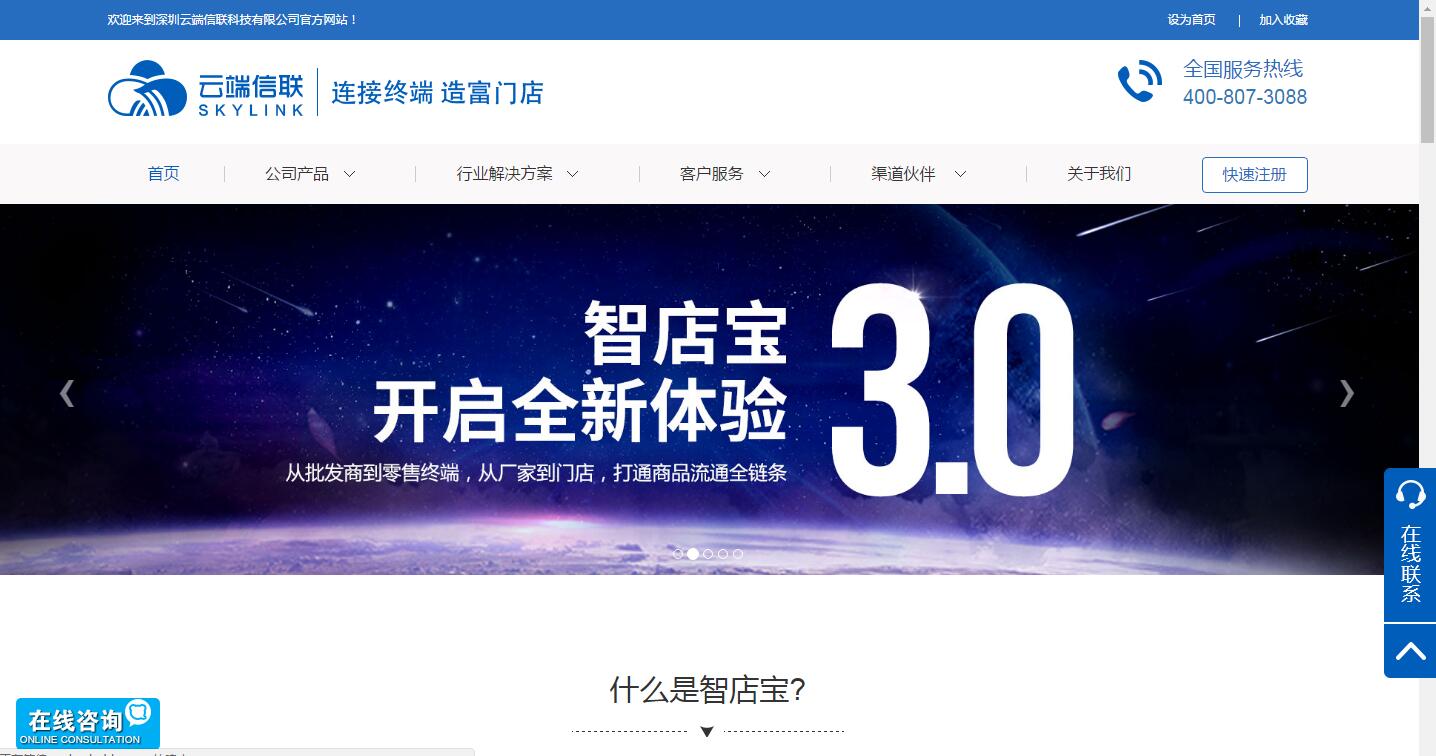 欢迎来到深圳云端信联科技有限公司官方网站！
设为首页 | 加入收藏
云端信联
SKYLINK
连接终端 造富门店
全国服务热线
400-807-3088
首页
公司产品
行业解决方案
客户服务
渠道伙伴
关于我们
快速注册
智店宝
开启全新体验
3.0
从批发商到零售终端，从厂家到门店，打通商品流通全链条
在线联系
什么是智店宝?
在线咨询
ONLINE CONSULTATION